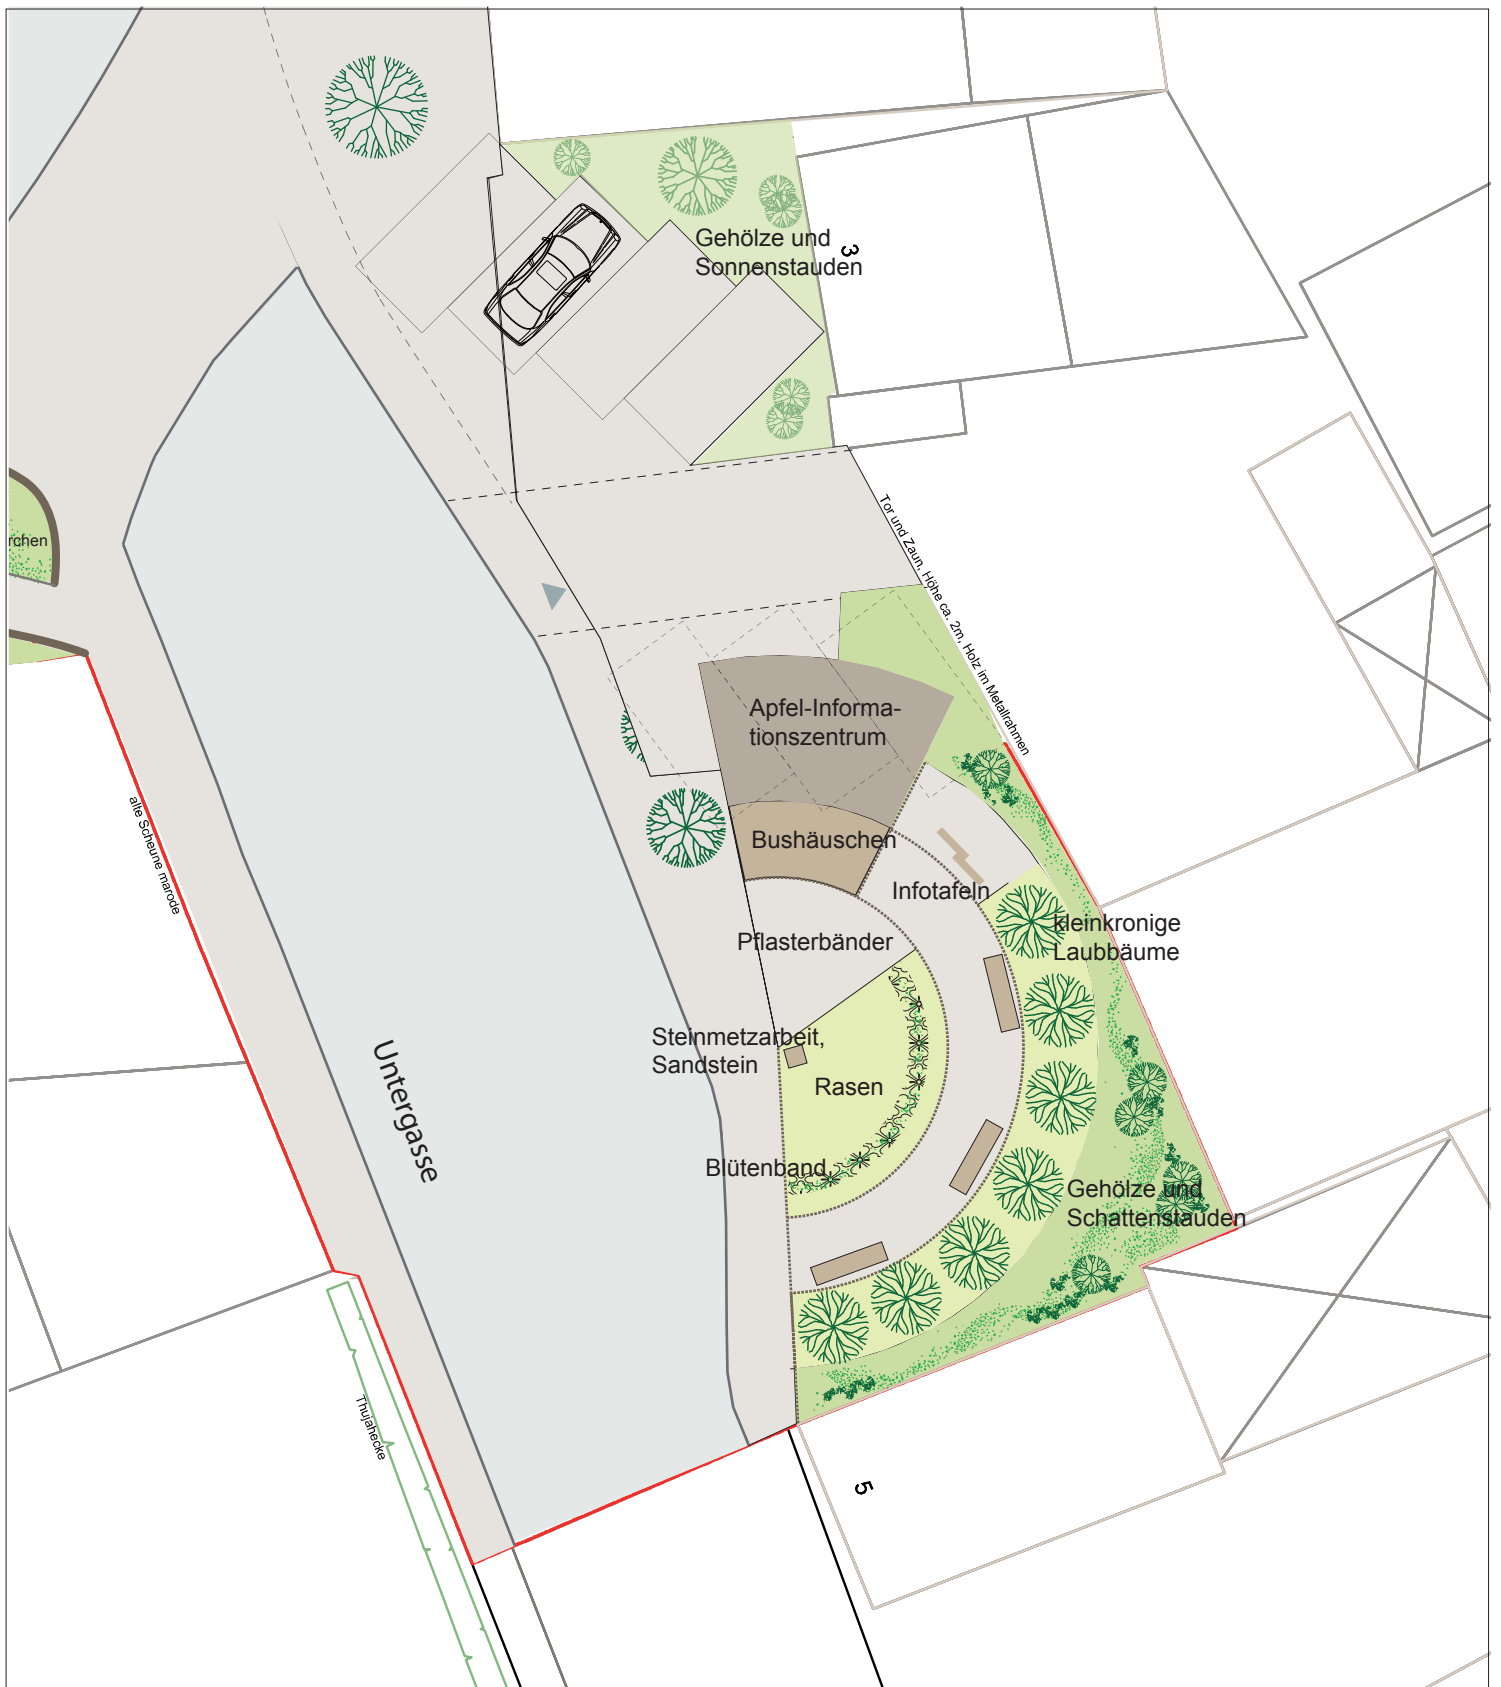 Gehölze und
Sonnenstauden
3
Tor und Zaun, Höhe ca. 2m, Holz im Metallrahmen
rchen
Apfel-Informa-
tionszentrum
Bushäuschen
Infotafeln
alte Scheune marode
kleinkronige
Laubbäume
Pflasterbänder
Steinmetzarbeit,
Sandstein
Rasen
Untergasse
Blütenband
Gehölze und
Schattenstauden
Thujahecke
5